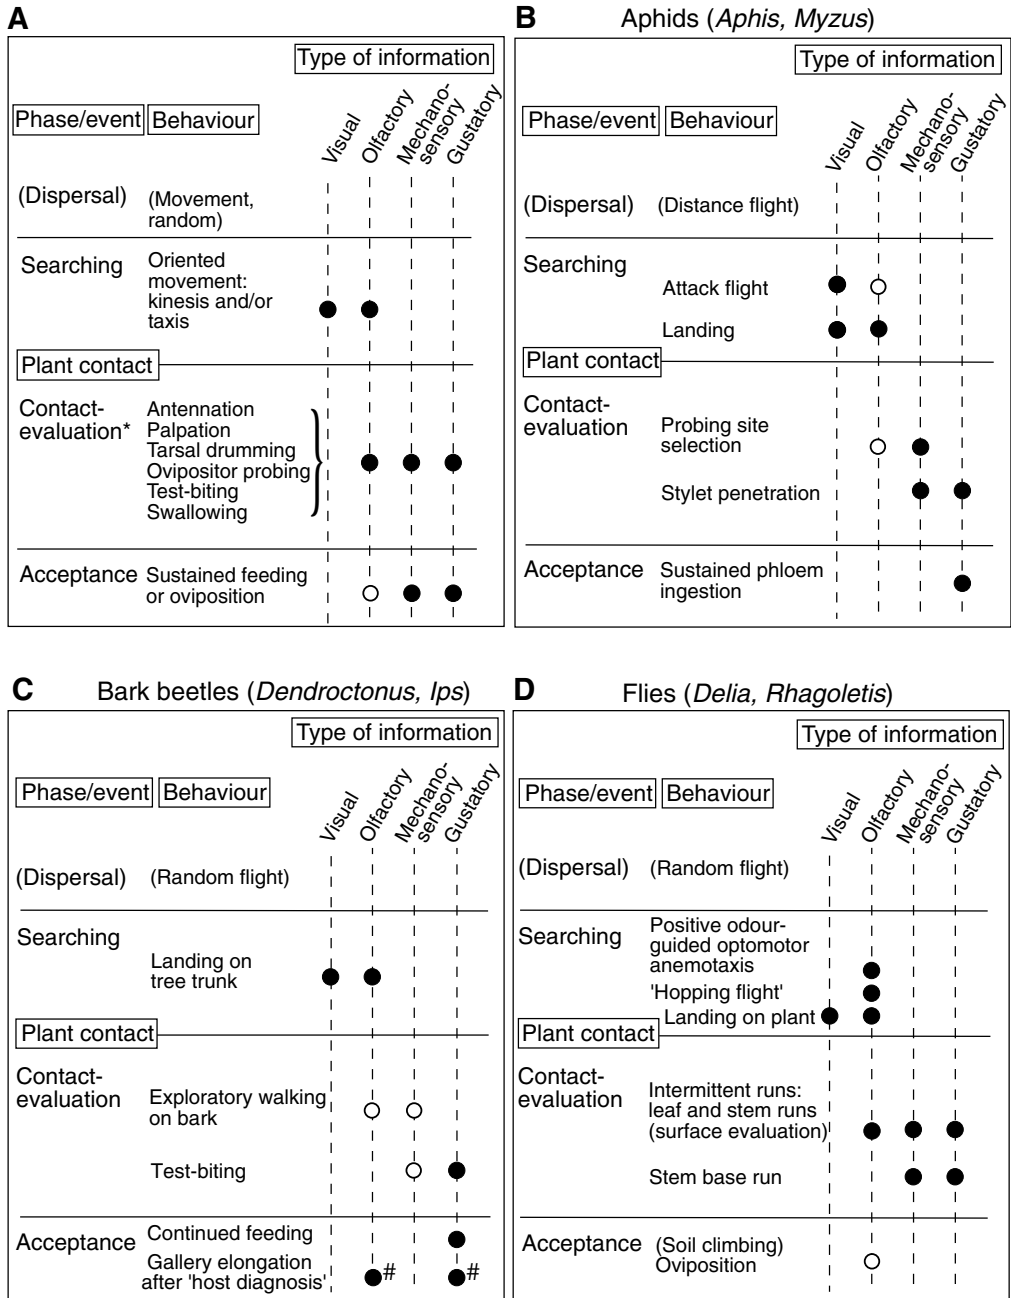 A
Type of information
Phase/event
Behaviour
Visual
Olfactory
Mechano-
sensory
Gustatory
(Dispersal)
(Movement,
random)
Searching
Oriented
movement:
kinesis and/or
taxis
Plant contact
Contact-
evaluation*
Antennation
Palpation
Tarsal drumming
Ovipositor probing
Test-biting
Swallowing
Acceptance
Sustained feeding
or oviposition
B
Aphids (Aphis, Myzus)
Type of information
Phase/event
Behaviour
Visual
Olfactory
Mechano-
sensory
Gustatory
(Dispersal)
(Distance flight)
Searching
Attack flight
Landing
Plant contact
Contact-
evaluation
Probing site
selection
Stylet penetration
Acceptance
Sustained phloem
ingestion
C
Bark beetles (Dendroctonus, Ips)
Type of information
Phase/event
Behaviour
Visual
Olfactory
Mechano-
sensory
Gustatory
(Dispersal)
(Random flight)
Searching
Landing on
tree trunk
Plant contact
Contact-
evaluation
Exploratory walking
on bark
Test-biting
Acceptance
Continued feeding
Gallery elongation
after 'host diagnosis'
# #
D
Flies (Delia, Rhagoletis)
Type of information
Phase/event
Behaviour
Visual
Olfactory
Mechano-
sensory
Gustatory
(Dispersal)
(Random flight)
Searching
Positive odour-
guided optomotor
anemotaxis
'Hopping flight'
Landing on plant
Plant contact
Contact-
evaluation
Intermittent runs:
leaf and stem runs
(surface evaluation)
Stem base run
Acceptance
(Soil climbing)
Oviposition